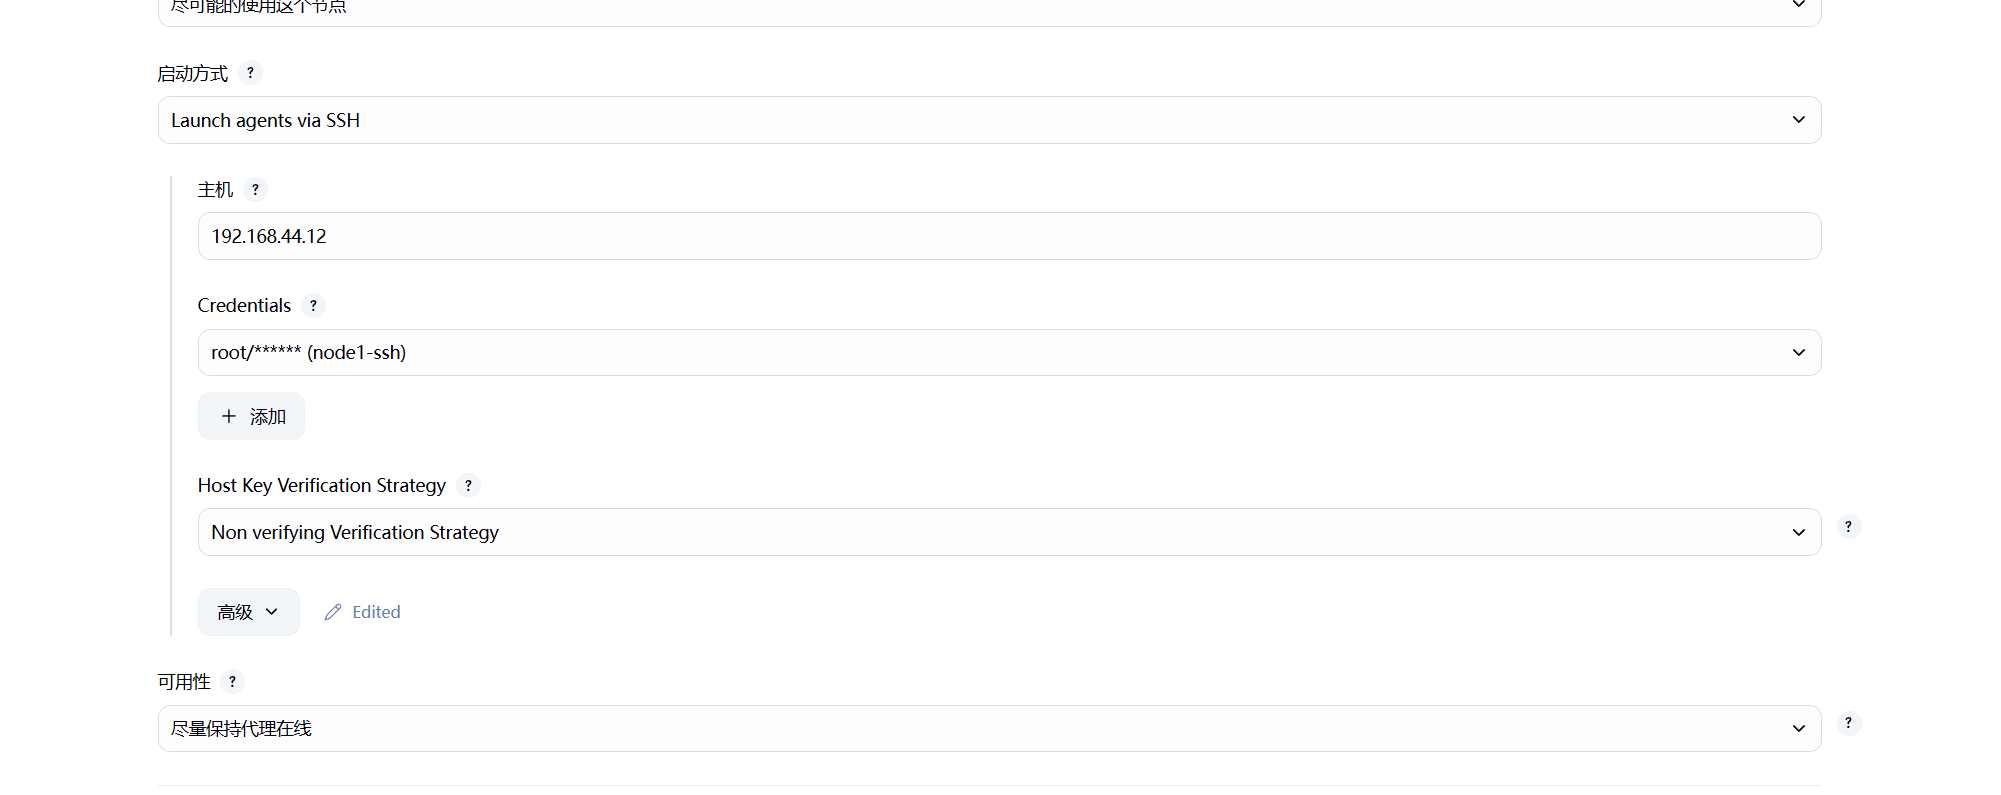 尽可能的使用这个节点
启动方式 ?
Launch agents via SSH
主机 ?
192.168.44.12
Credentials ?
root/****** (node1-ssh)
+ 添加
Host Key Verification Strategy ?
Non verifying Verification Strategy
?
高级
Edited
可用性 ?
尽量保持代理在线
?